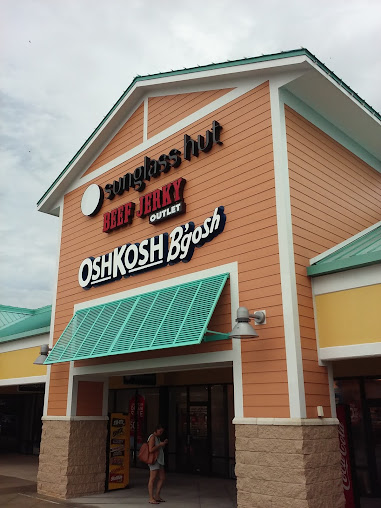 sunglass hut
BEEF JERKY
OUTLET
OSHKOSH B'gosh